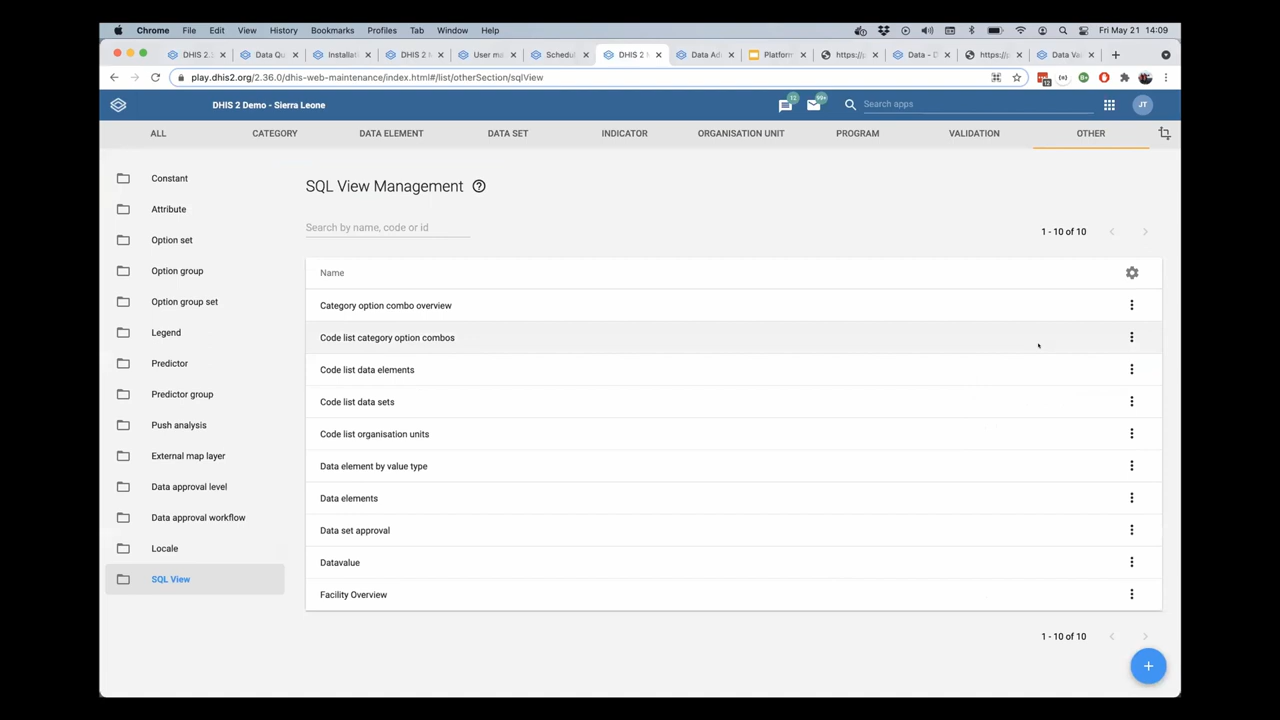 Chrome File Edit View History Bookmarks Profiles Tab Window Help Fri May 21 14:09
DHIS 2. Data Qu Installati DHIS 2 User ma Schedul DHIS 2 Data Ad Platform https:// Data - D https:// Data Va
play.dhis2.org/2.36.0/dhis-web-maintenance/index.html#/list/otherSection/sqlView
DHIS 2 Demo - Sierra Leone 12 99+ Search apps JT
ALL CATEGORY DATA ELEMENT DATA SET INDICATOR ORGANISATION UNIT PROGRAM VALIDATION OTHER
Constant
Attribute
Option set
Option group
Option group set
Legend
Predictor
Predictor group
Push analysis
External map layer
Data approval level
Data approval workflow
Locale
SQL View
SQL View Management
Search by name, code or id
1 - 10 of 10
Name
Category option combo overview
Code list category option combos
Code list data elements
Code list data sets
Code list organisation units
Data element by value type
Data elements
Data set approval
Datavalue
Facility Overview
1 - 10 of 10